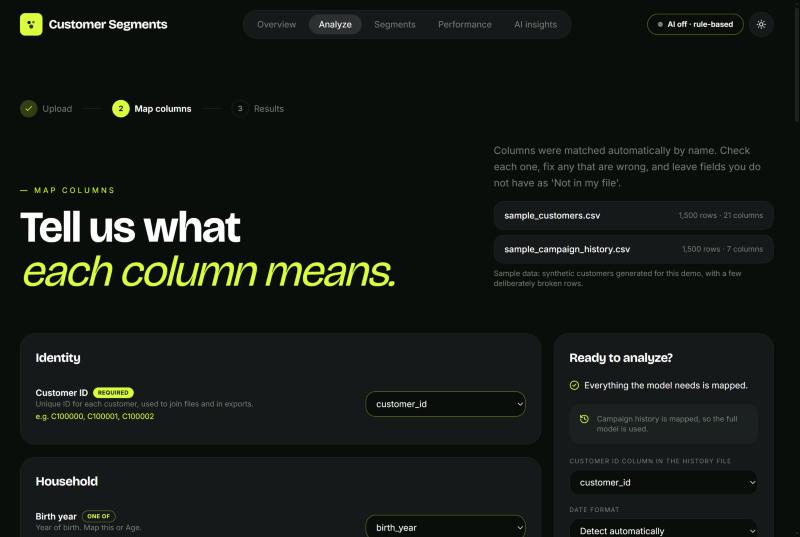 Customer Segments
Overview
Analyze
Segments
Performance
AI insights
AI off · rule-based
Upload
2
Map columns
3
Results
Columns were matched automatically by name. Check
each one, fix any that are wrong, and leave fields you do
not have as 'Not in my file'.
— MAP COLUMNS
Tell us what
each column means.
sample_customers.csv
1,500 rows · 21 columns
sample_campaign_history.csv
1,500 rows · 7 columns
Sample data: synthetic customers generated for this demo, with a few
deliberately broken rows.
Identity
Customer ID
REQUIRED
Unique ID for each customer, used to join files and in exports.
e.g. C100000, C100001, C100002
customer_id
Household
Birth year
ONE OF
Year of birth. Map this or Age.
birth_year
Ready to analyze?
Everything the model needs is mapped.
Campaign history is mapped, so the full
model is used.
CUSTOMER ID COLUMN IN THE HISTORY FILE
customer_id
DATE FORMAT
Detect automatically